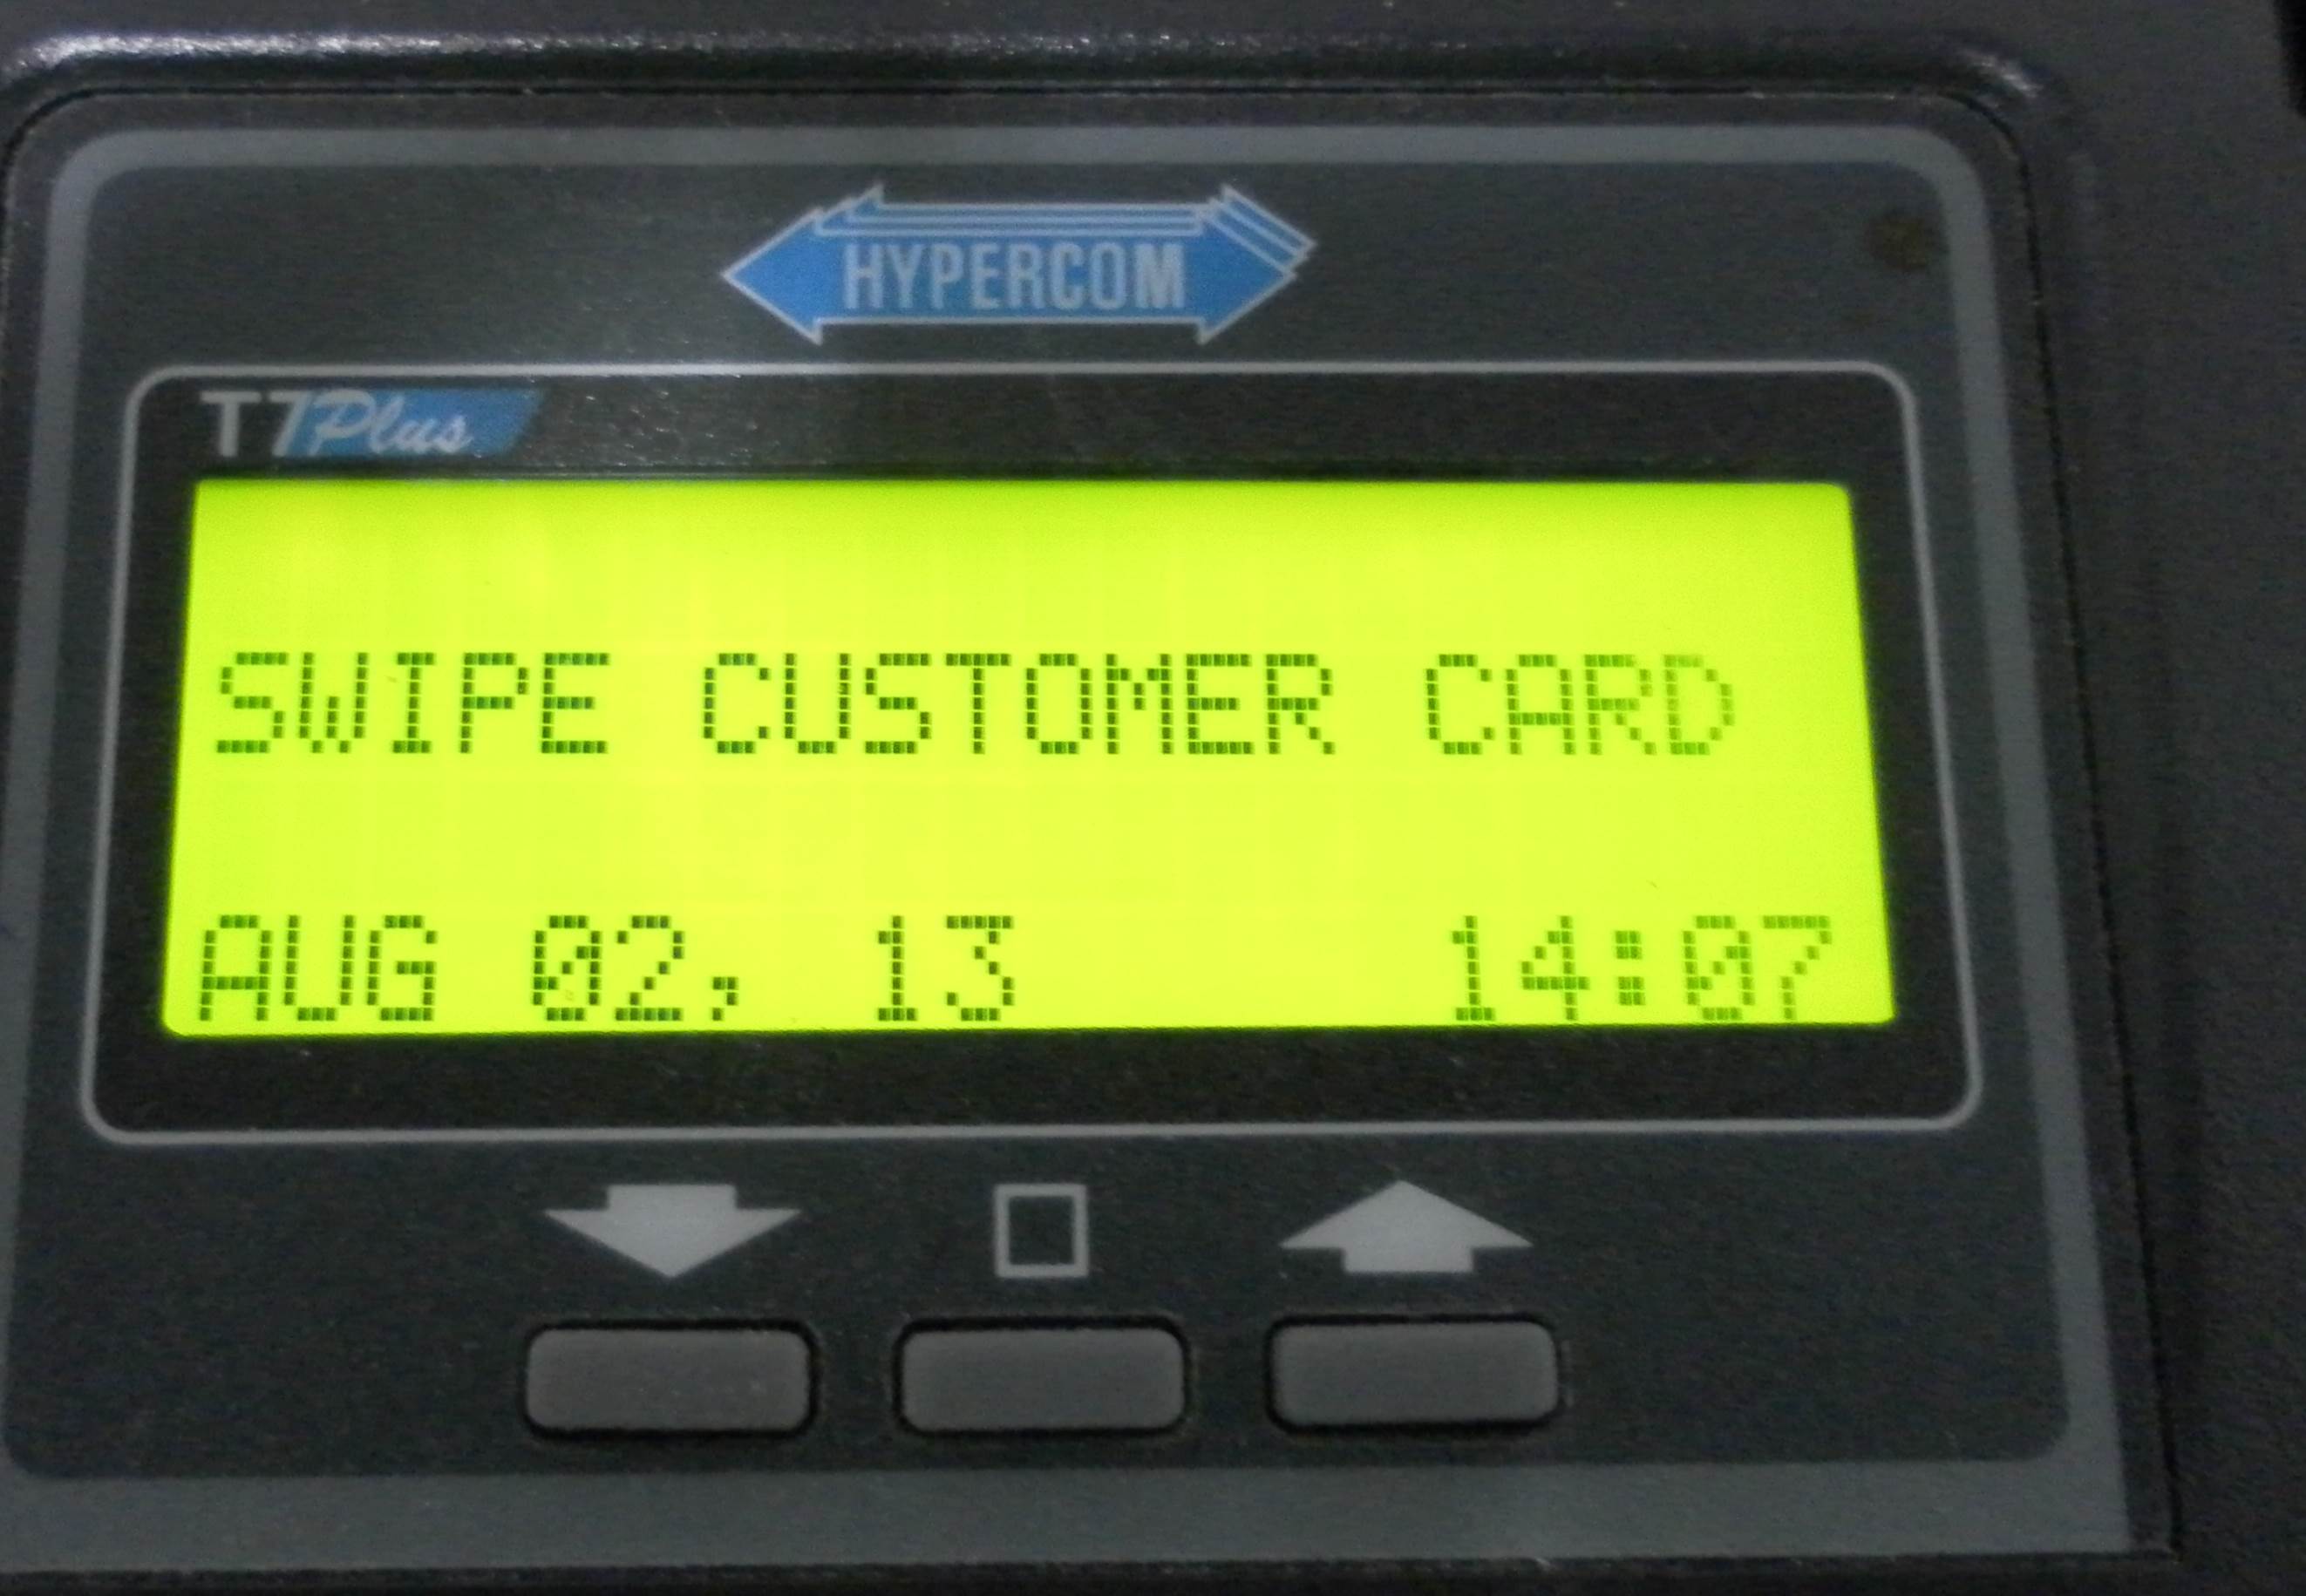 HYPERCOM
T7Plus
SWIPE CUSTOMER CARD
AUG 02, 13 14:07